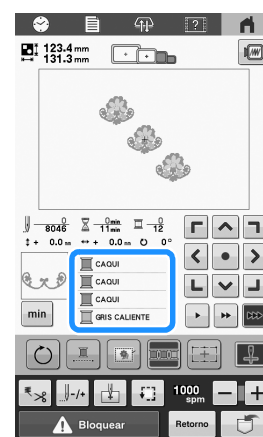 ?
123.4 mm
131.3 mm
0
8046
0 min
11 min
0
12
+ 0.0 mm
+ 0.0 mm
0°
CAQUI
CAQUI
CAQUI
GRIS CALIENTE
min
-/+
1000
spm
Bloquear
Retorno